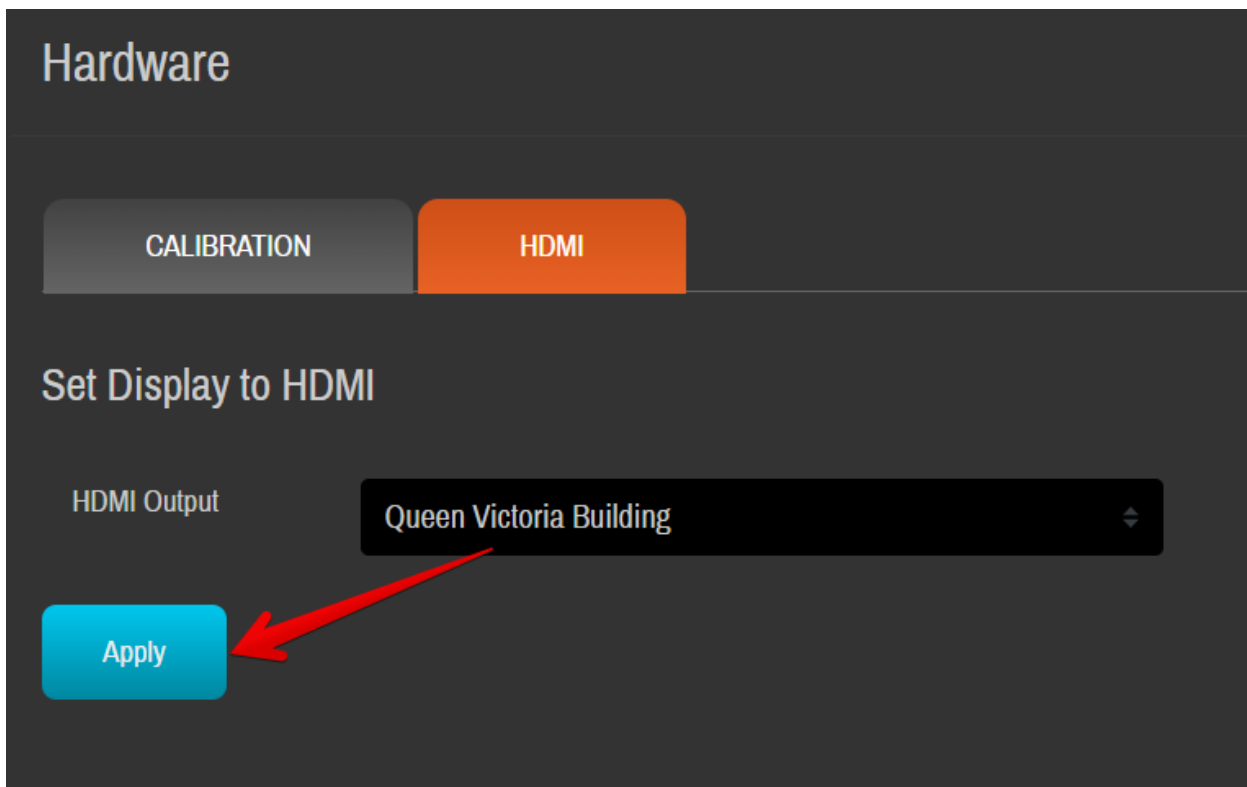 Hardware
CALIBRATION HDMI
Set Display to HDMI
HDMI Output Queen Victoria Building
Apply